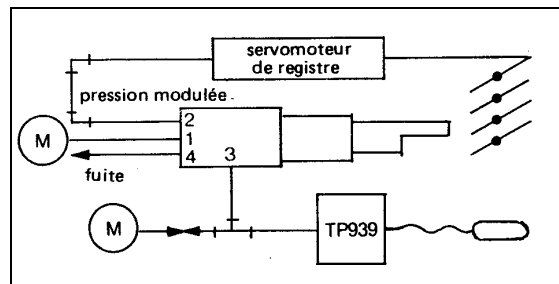 servomoteur
de registre
pression modulée
2
M
1
4
3
fuite
M
TP939